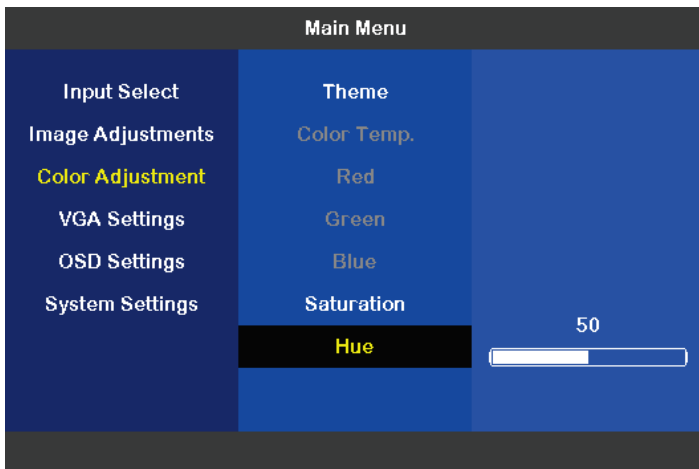 Main Menu
Input Select
Image Adjustments
Color Adjustment
VGA Settings
OSD Settings
System Settings
Theme
Color Temp.
Red
Green
Blue
Saturation
Hue
50